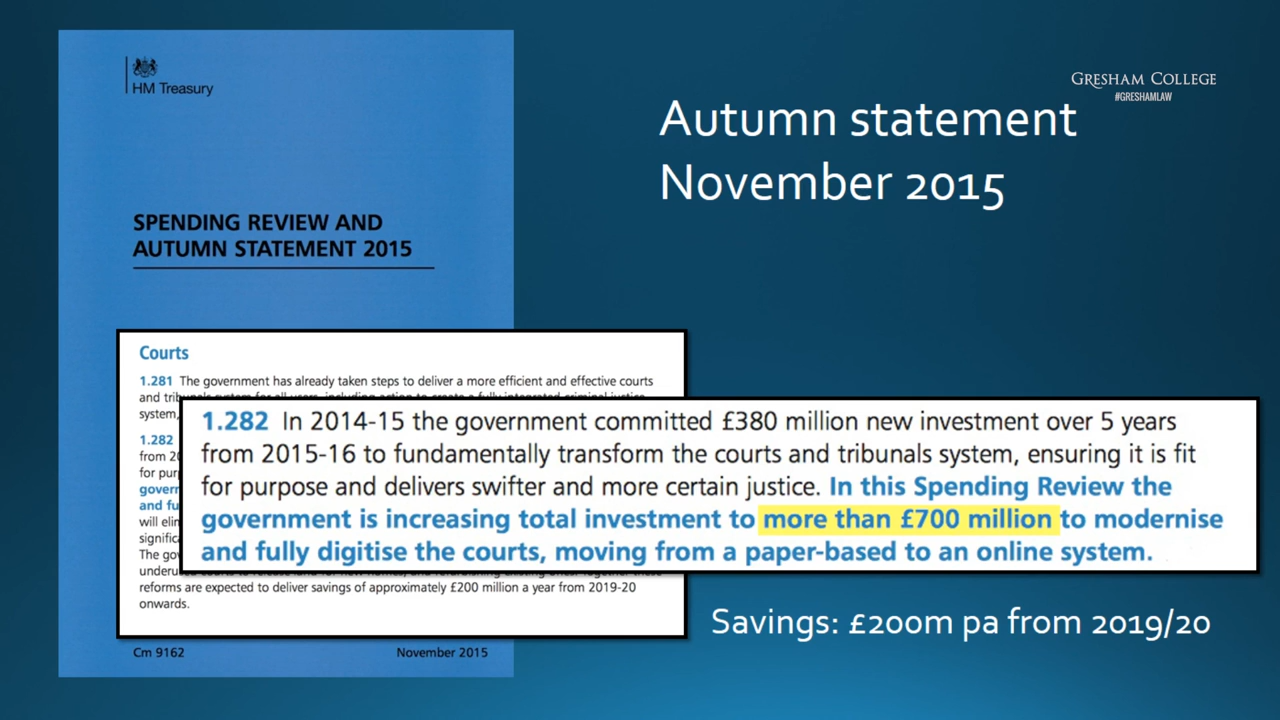 HM Treasury
SPENDING REVIEW AND
AUTUMN STATEMENT 2015
GRESHAM COLLEGE
#GRESHAMLAW
Autumn statement
November 2015
Courts
1.281 The government has already taken steps to deliver a more efficient and effective courts
and
system,
1.282
from
for
and
will
The
reforms are expected to deliver savings of approximately £200 million a year from 2019-20
onwards.
1.282 In 2014-15 the government committed £380 million new investment over 5 years
from 2015-16 to fundamentally transform the courts and tribunals system, ensuring it is fit
for purpose and delivers swifter and more certain justice. In this Spending Review the
government is increasing total investment to more than £700 million to modernise
and fully digitise the courts, moving from a paper-based to an online system.
Savings: £200m pa from 2019/20
Cm 9162
November 2015